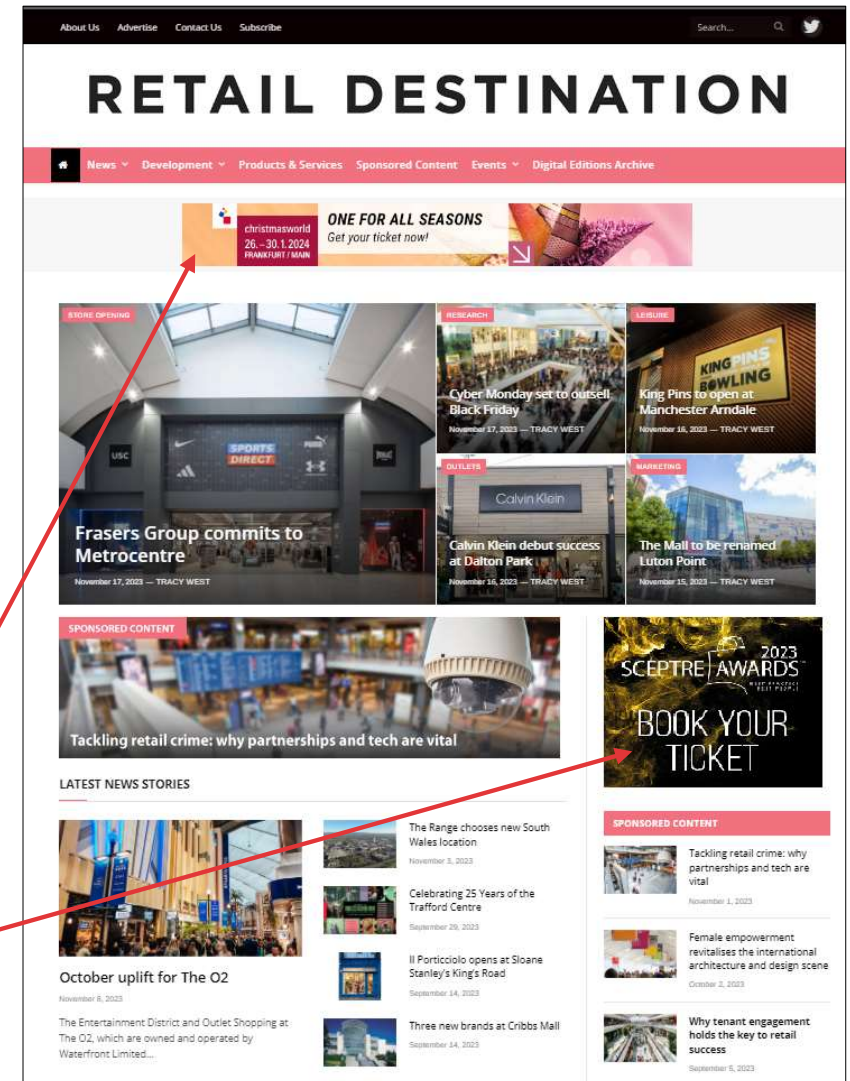 About Us Advertise Contact Us Subscribe
Search...
RETAIL DESTINATION
News Development Products & Services Sponsored Content Events Digital Editions Archive
christmasworld
26. – 30.1.2024
FRANKFURT / MAIN
ONE FOR ALL SEASONS
Get your ticket now!
STORE OPENING
USC
SPORTS
DIRECT
PUMA
Frasers Group commits to
Metrocentre
November 17, 2023 — TRACY WEST
RESEARCH
Cyber Monday set to outsell
Black Friday
November 17, 2023 — TRACY WEST
LEISURE
KINGPINS
BOWLING
King Pins to open at
Manchester Arndale
November 16, 2023 — TRACY WEST
OUTLETS
Calvin Klein
Calvin Klein debut success
at Dalton Park
November 16, 2023 — TRACY WEST
MARKETING
The Mall to be renamed
Luton Point
November 15, 2023 — TRACY WEST
SPONSORED CONTENT
Tackling retail crime: why partnerships and tech are vital
2023
SCEPTRE AWARDS
BEST PRACTICE
BEST PEOPLE
BOOK YOUR
TICKET
LATEST NEWS STORIES
October uplift for The O2
November 8, 2023
The Entertainment District and Outlet Shopping at
The O2, which are owned and operated by
Waterfront Limited...
The Range chooses new South
Wales location
November 3, 2023
Celebrating 25 Years of the
Trafford Centre
September 29, 2023
Il Porticciolo opens at Sloane
Stanley's King's Road
September 14, 2023
Three new brands at Cribbs Mall
September 14, 2023
SPONSORED CONTENT
Tackling retail crime: why
partnerships and tech are
vital
November 1, 2023
Female empowerment
revitalises the international
architecture and design scene
October 2, 2023
Why tenant engagement
holds the key to retail
success
September 5, 2023